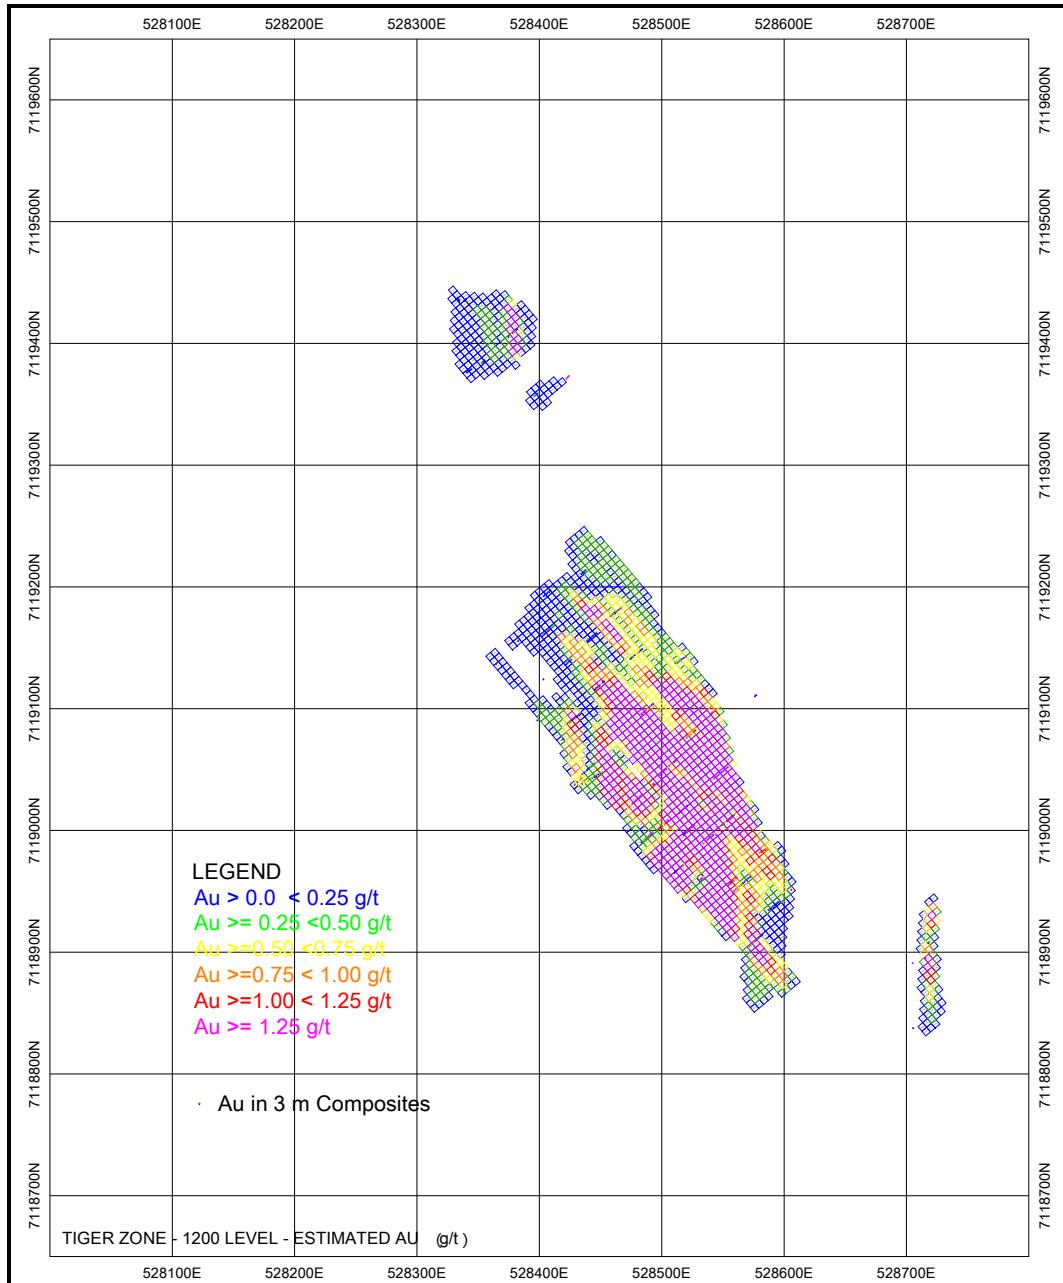 528100E 528200E 528300E 528400E 528500E 528600E 528700E
7119600N 7119600N
7119500N 7119500N
7119400N 7119400N
7119300N 7119300N
7119200N 7119200N
7119100N 7119100N
7119000N 7119000N
LEGEND
Au > 0.0 < 0.25 g/t
Au >= 0.25 <0.50 g/t
Au >=0.50 <0.75 g/t
Au >=0.75 < 1.00 g/t
Au >=1.00 < 1.25 g/t
Au >= 1.25 g/t
7118900N 7118900N
7118800N 7118800N
Au in 3 m Composites
7118700N 7118700N
TIGER ZONE - 1200 LEVEL - ESTIMATED AU (g/t)
528100E 528200E 528300E 528400E 528500E 528600E 528700E